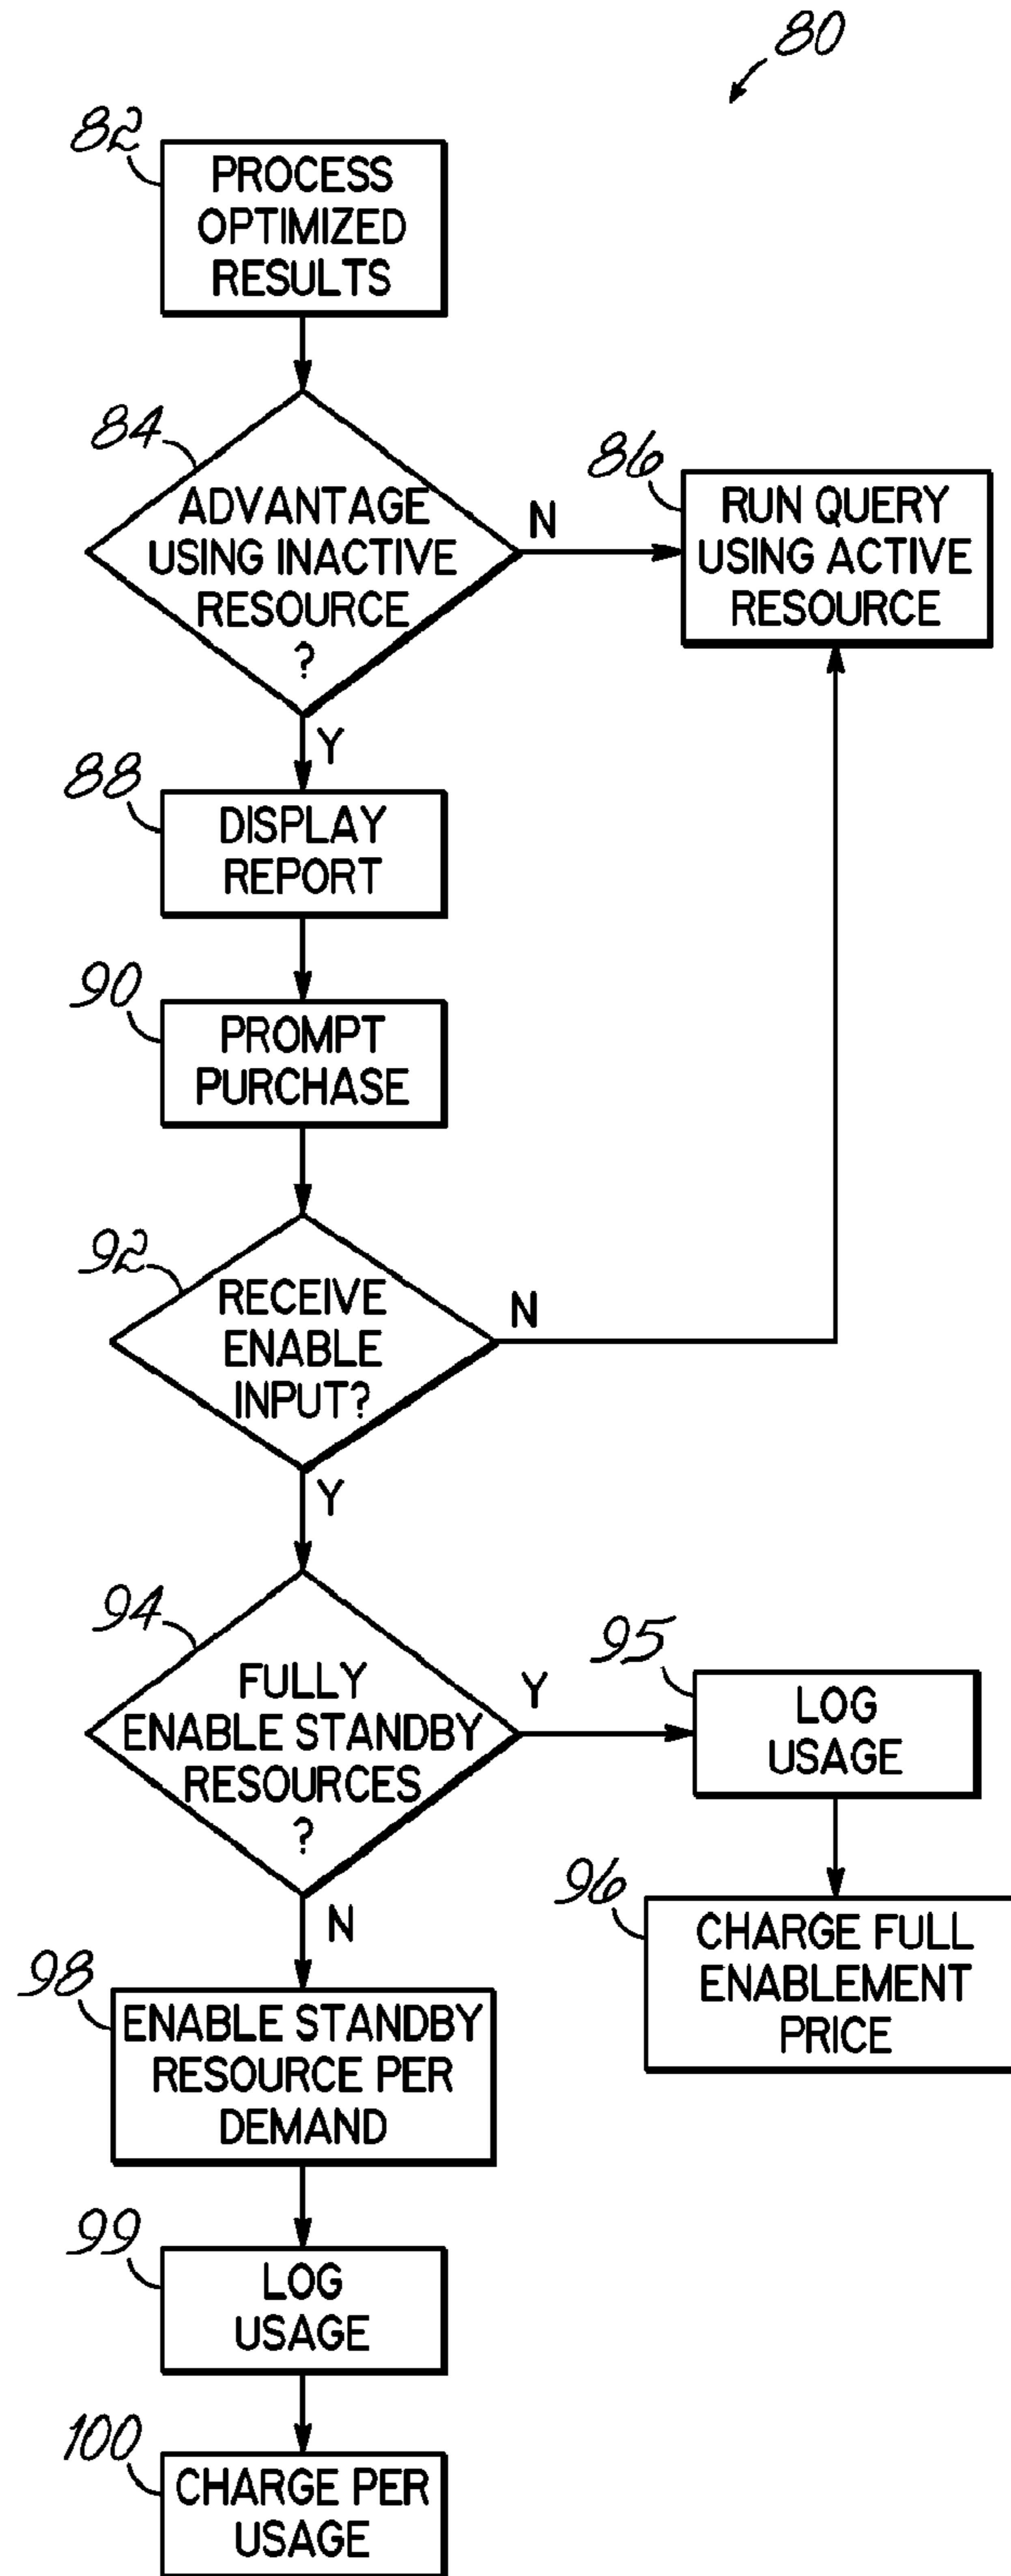 80
82
PROCESS
OPTIMIZED
RESULTS
84
ADVANTAGE
USING INACTIVE
RESOURCE
?
N
86
RUN QUERY
USING ACTIVE
RESOURCE
Y
88
DISPLAY
REPORT
90
PROMPT
PURCHASE
92
RECEIVE
ENABLE
INPUT?
N
Y
94
FULLY
ENABLE STANDBY
RESOURCES
?
Y
95
LOG
USAGE
96
CHARGE FULL
ENABLEMENT
PRICE
N
98
ENABLE STANDBY
RESOURCE PER
DEMAND
99
LOG
USAGE
100
CHARGE PER
USAGE